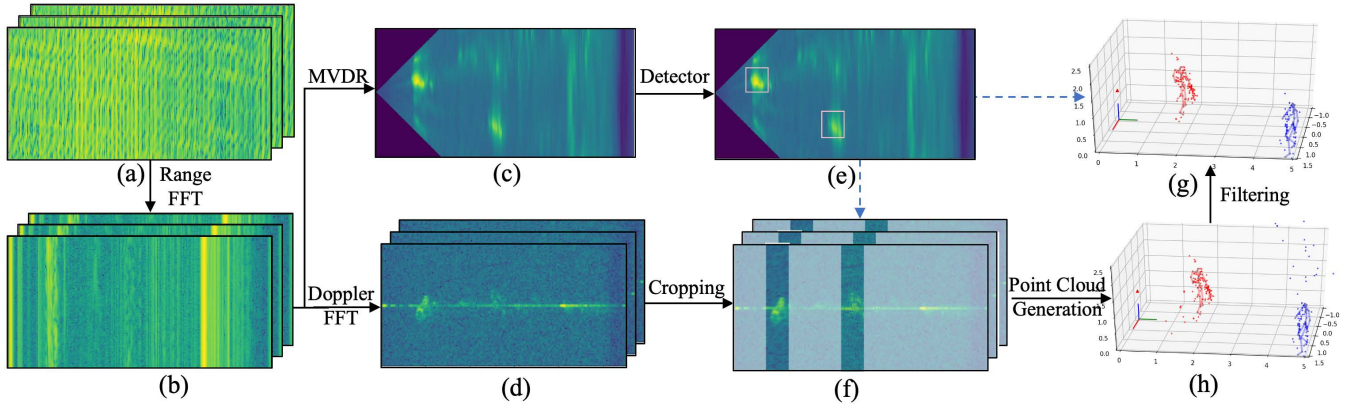 (a)
Range
FFT
(b)
MVDR
(c)
Detector
(e)
Doppler
FFT
(d)
Cropping
(f)
Point Cloud
Generation
2.5
2.0
1.5
1.0
0.5
0.0
0
1
2
3
4
5
-1.0
-0.5
0.0
0.5
1.0
1.5
(g)
Filtering
2.5
2.0
1.5
1.0
0.5
0.0
0
1
2
3
4
5
-1.0
-0.5
0.0
0.5
1.0
1.5
(h)